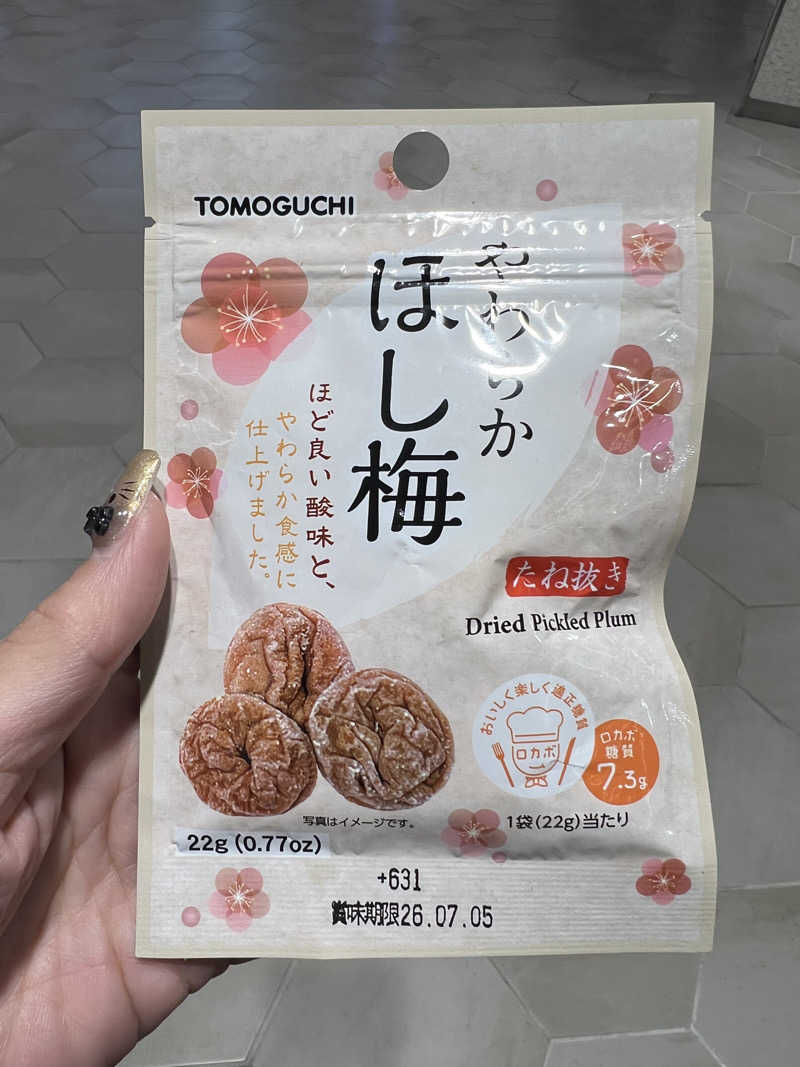 TOMOGUCHI
やわらか
ほし梅
ほど良い酸味と、
やわらか食感に
仕上げました。
たね抜き
Dried Pickled Plum
おいしく楽しく適正糖質
ロカボ
ロカボ
糖質
7.3g
写真はイメージです。
1袋(22g)当たり
22g (0.77oz)
+631
賞味期限26.07.05